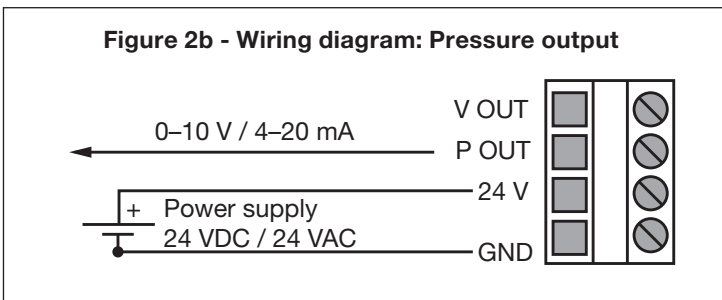 Figure 2b - Wiring diagram: Pressure output
V OUT
0–10 V / 4–20 mA
P OUT
24 V
+ Power supply
24 VDC / 24 VAC
GND